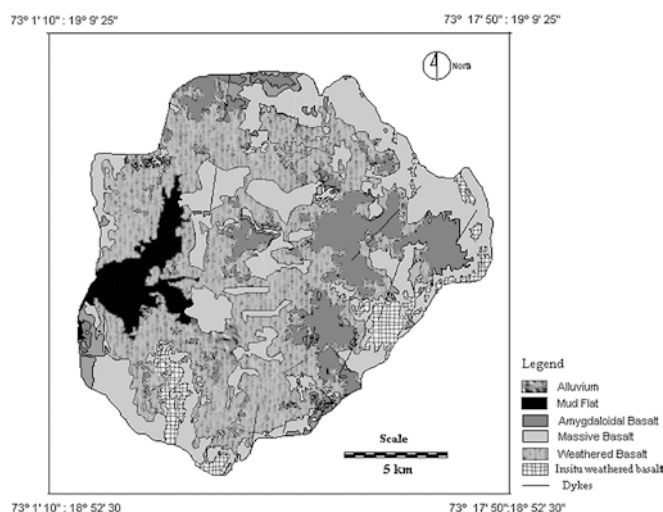 73° 1' 10" : 19° 9' 25"
73° 17' 50" : 19° 9' 25"
North
Legend
Alluvium
Mud Flat
Amygdaloidal Basalt
Massive Basalt
Weathered Basalt
Insitu weathered basalt
Dykes
Scale
5 km
73° 1' 10" : 18° 52' 30
73° 17' 50" : 18° 52' 30"